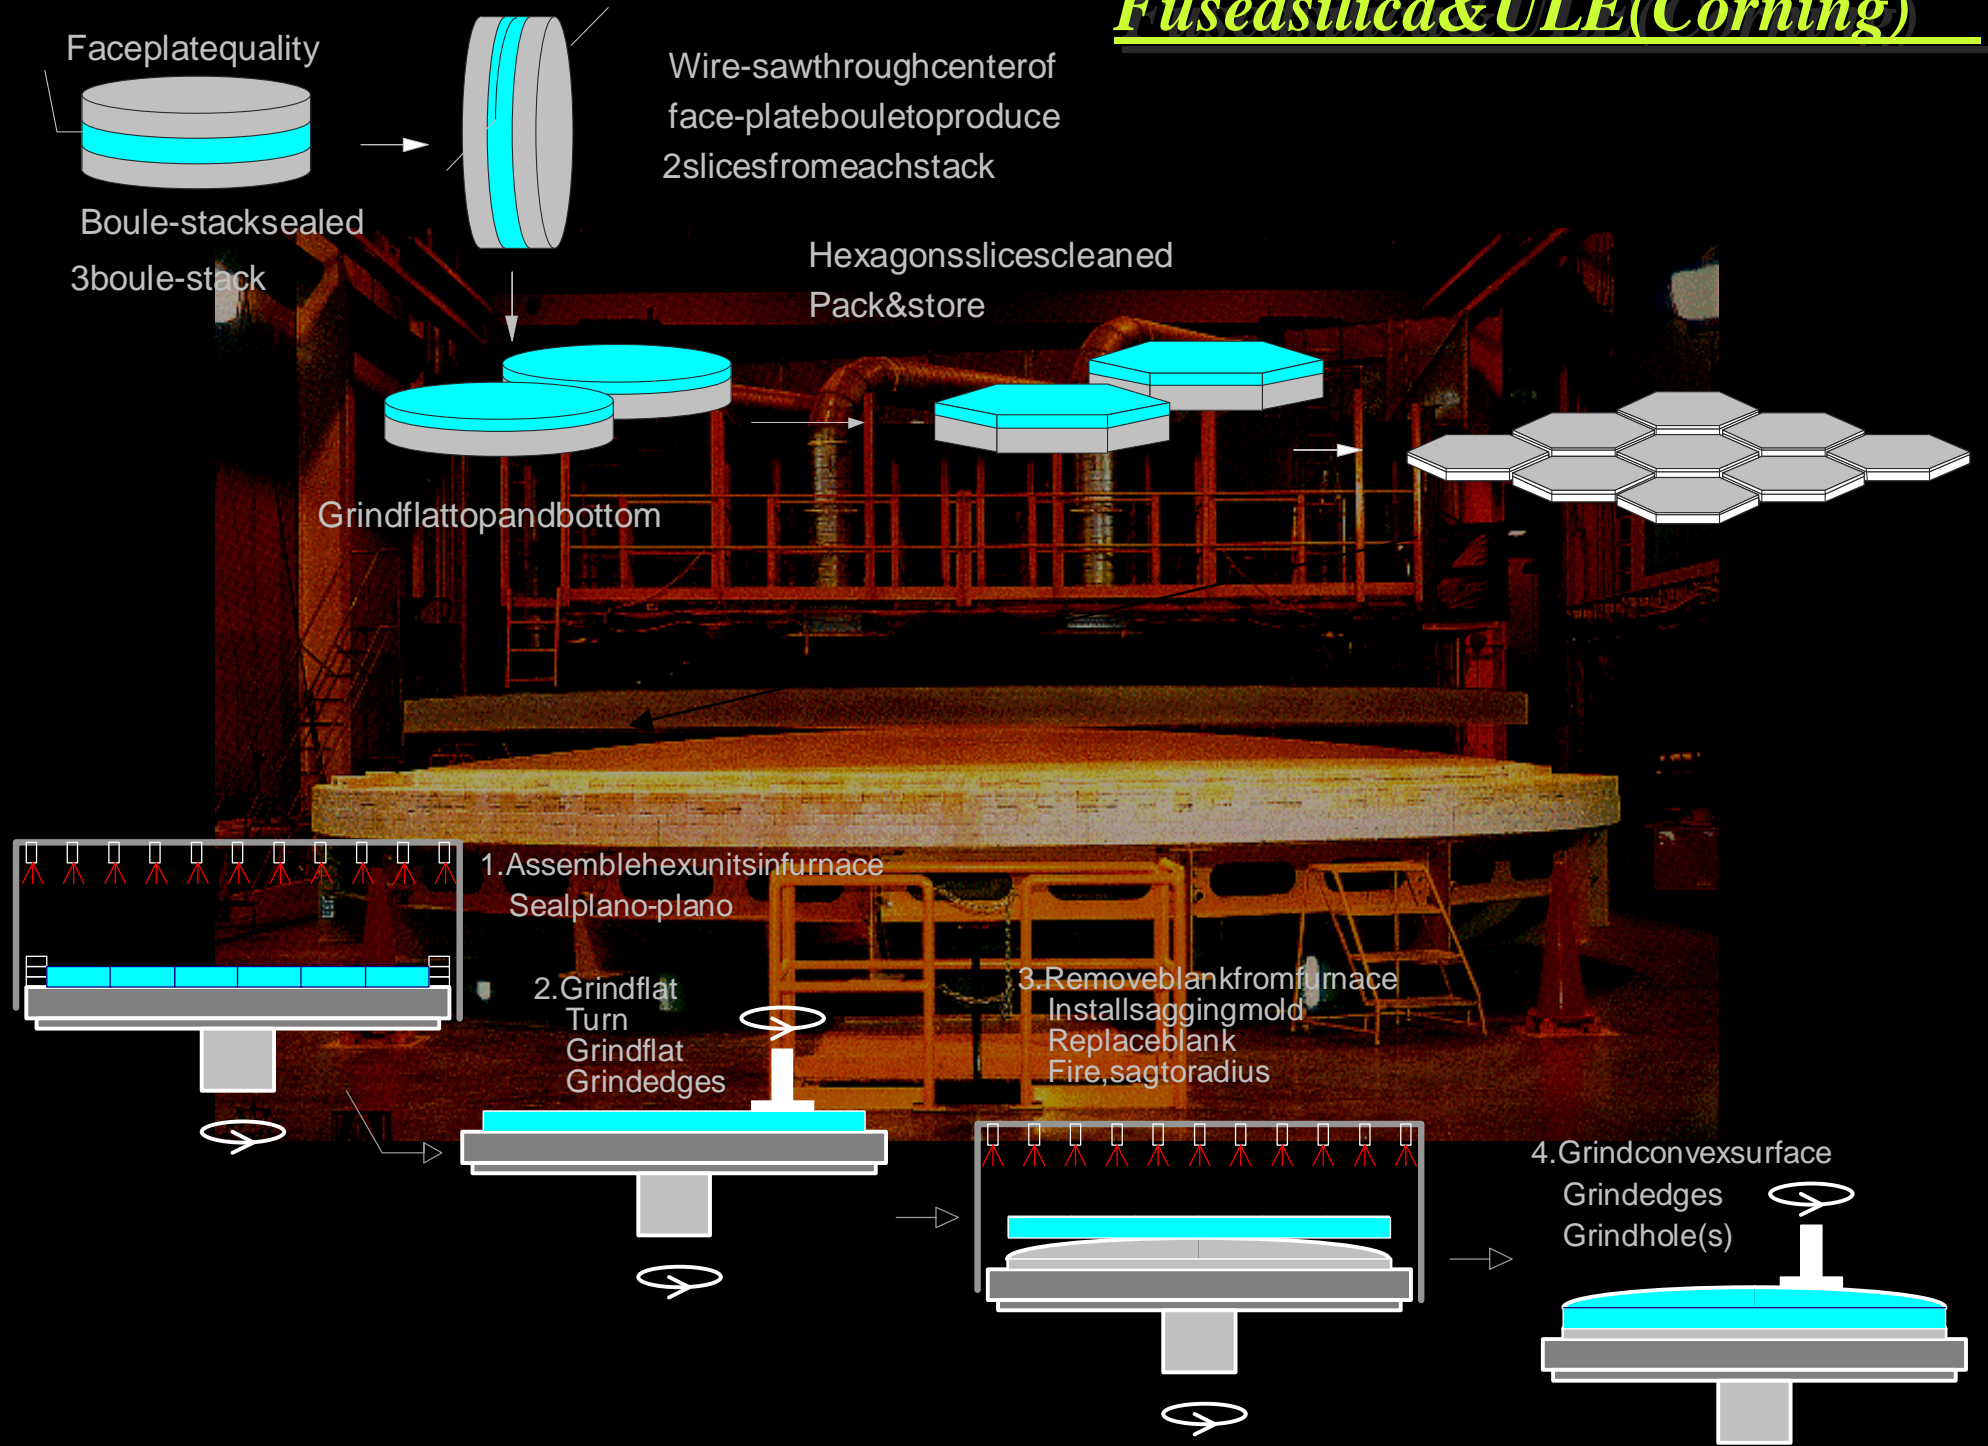 Fusedsilica&ULE(Corning)
Faceplatequality
Wire-sawthroughcenterof
face-platebouletoproduce
2slicesfromeachstack
Boule-stacksealed
3boule-stack
Hexagonsslicescleaned
Pack&store
Grindflattopandbottom
1.Assemblehexunitsinfurnace
Sealplano-plano
2.Grindflat
Turn
Grindflat
Grindedges
3.Removeblankfromfurnace
Installsaggingmold
Replaceblank
Fire,sagtoradius
4.Grindconvexsurface
Grindedges
Grindhole(s)